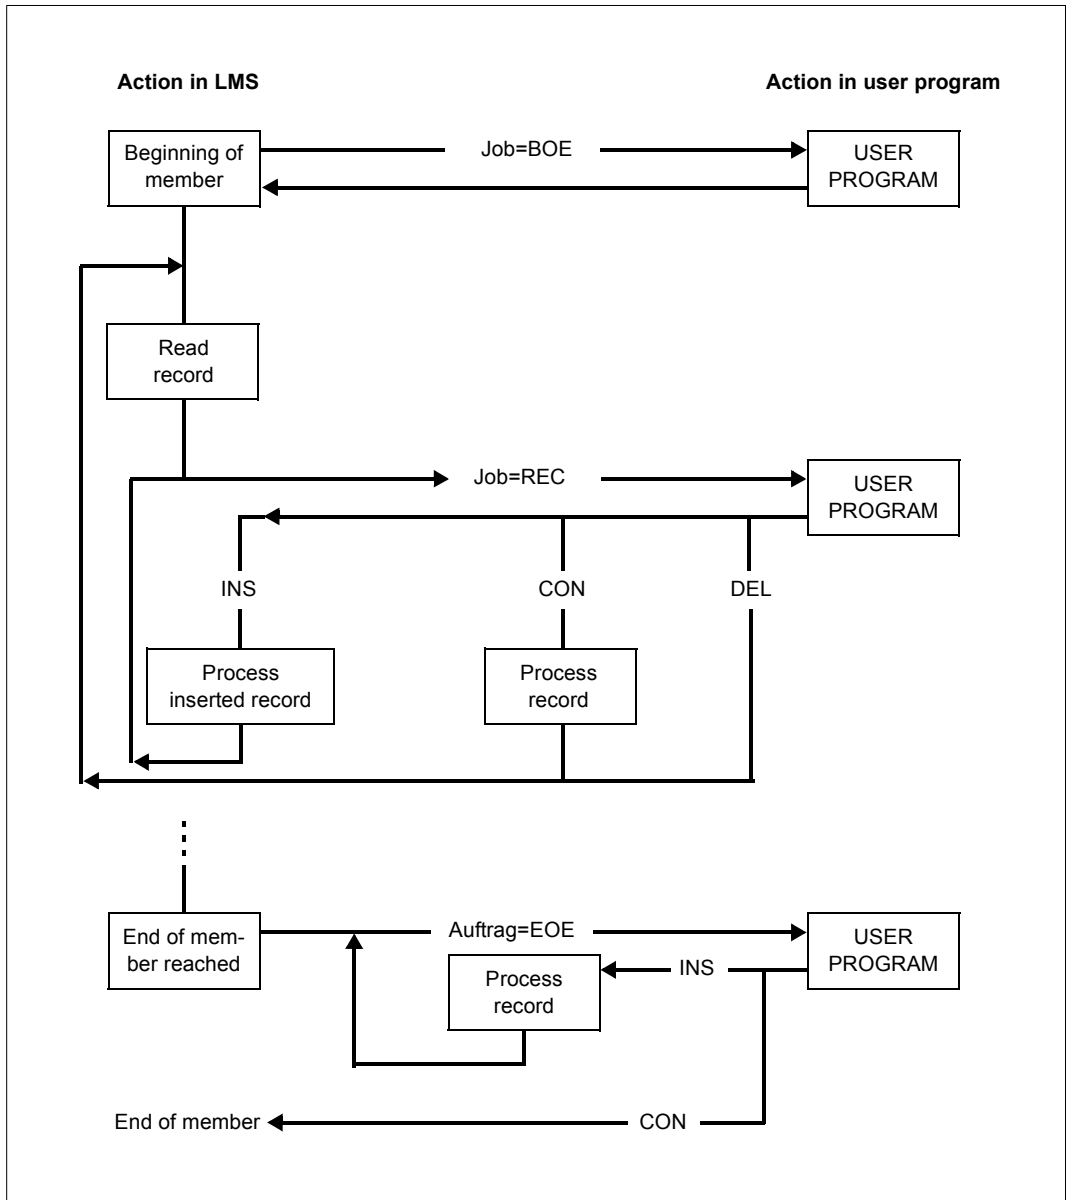 Action in LMS
Action in user program
Beginning of
member
Job=BOE
USER
PROGRAM
Read
record
Job=REC
USER
PROGRAM
INS
CON
DEL
Process
inserted record
Process
record
End of mem-
ber reached
Auftrag=EOE
USER
PROGRAM
INS
Process
record
End of member
CON